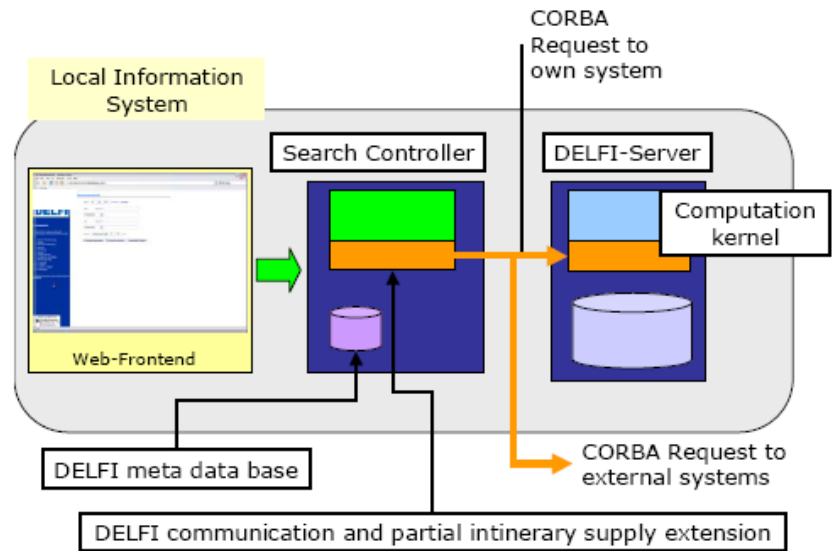 CORBA
Request to
own system
Local Information
System
Search Controller
DELFI-Server
DELFI
Computation
kernel
Web-Frontend
DELFI meta data base
CORBA Request to
external systems
DELFI communication and partial intinerary supply extension